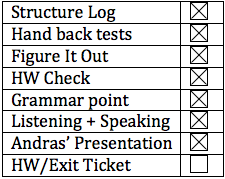 Structure Log
Hand back tests
Figure It Out
HW Check
Grammar point
Listening + Speaking
Andras’ Presentation
HW/Exit Ticket